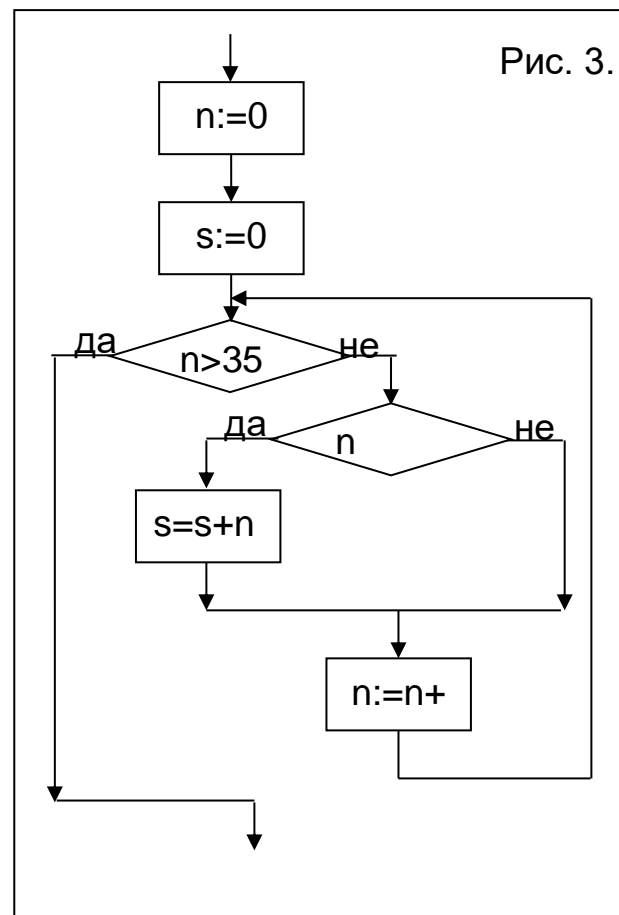 Рис. 3.
n:=0
s:=0
да n>35 не
да n не
s=s+n
n:=n+